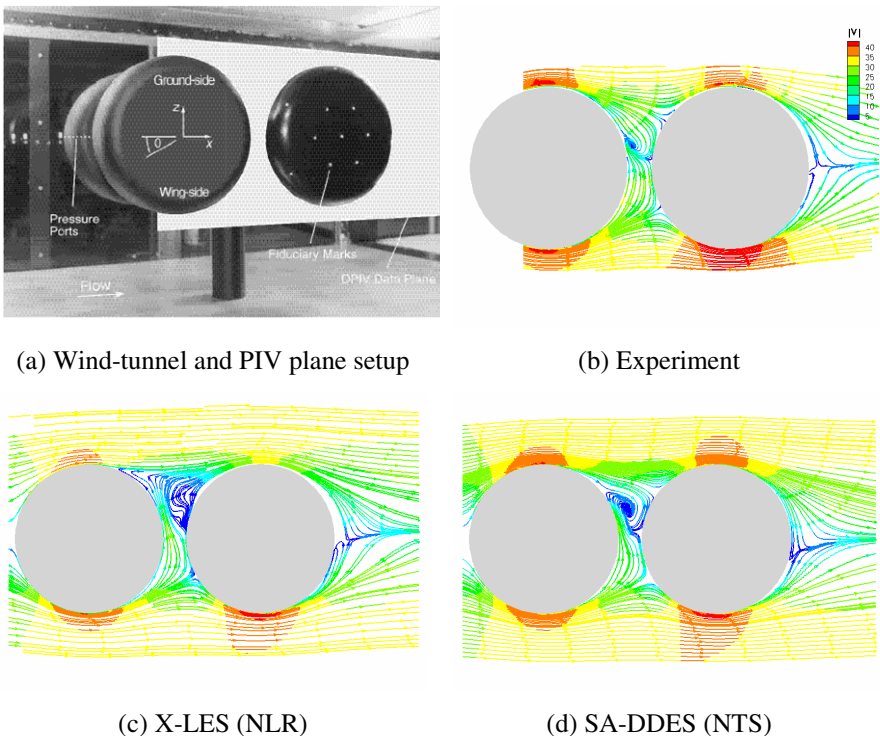 Ground-side
z
x
θ
Wing-side
Pressure
Ports
Fiduciary Marks
DPIV Data Plane
Flow
(a) Wind-tunnel and PIV plane setup
|V|
40
35
30
25
20
15
10
5
(b) Experiment
(c) X-LES (NLR)
(d) SA-DDES (NTS)